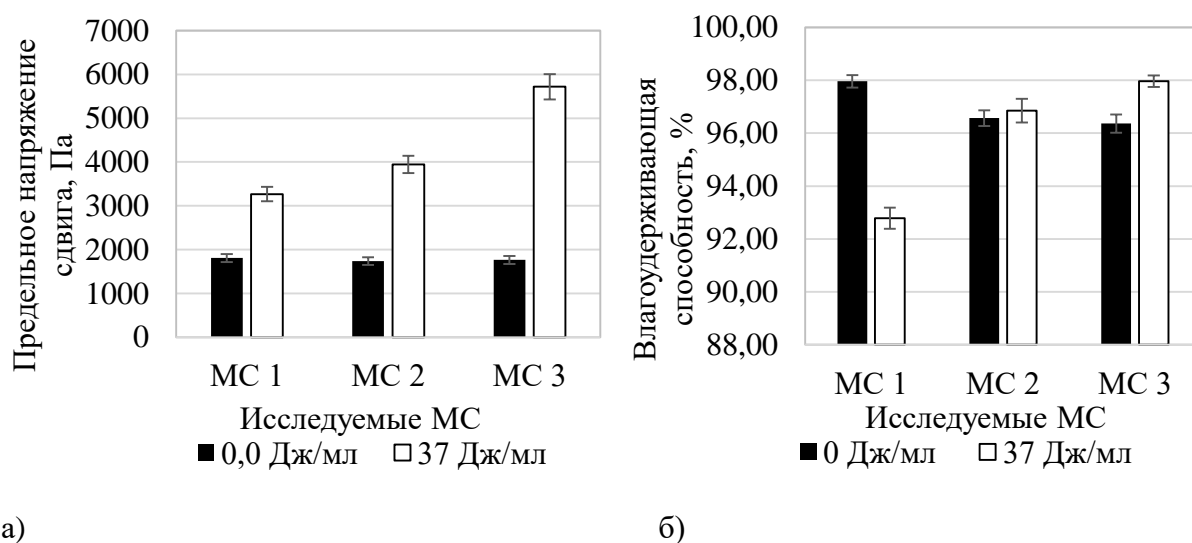 Предельное напряжение
сдвига, Па
7000
6000
5000
4000
3000
2000
1000
0
МС 1 МС 2 МС 3
Исследуемые МС
0,0 Дж/мл 37 Дж/мл
а)
Влагоудерживающая
способность, %
100,00
98,00
96,00
94,00
92,00
90,00
88,00
МС 1 МС 2 МС 3
Исследуемые МС
0 Дж/мл 37 Дж/мл
б)